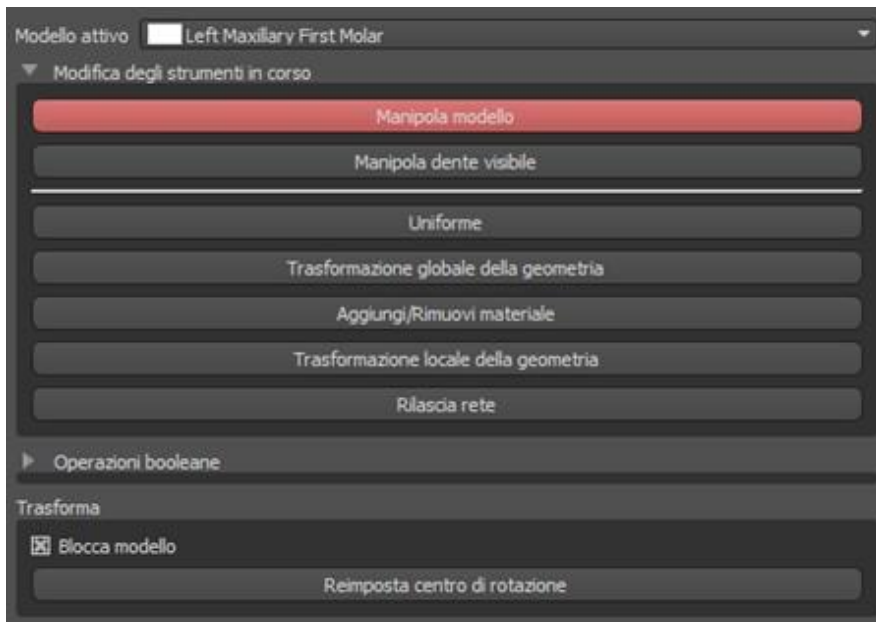 Modello attivo Left Maxillary First Molar
Modifica degli strumenti in corso
Manipola modello
Manipola dente visibile
Uniforme
Trasformazione globale della geometria
Aggiungi/Rimuovi materiale
Trasformazione locale della geometria
Rilascia rete
Operazioni booleane
Trasforma
Blocca modello
Reimposta centro di rotazione